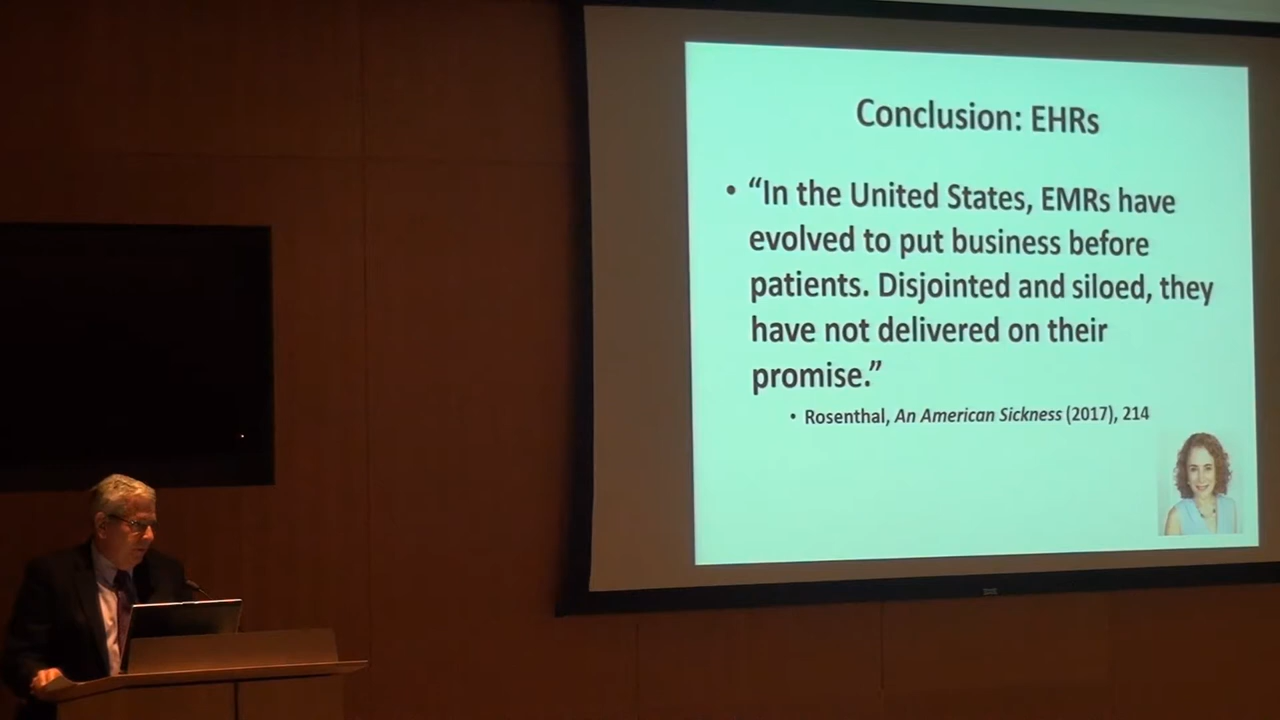 Conclusion: EHRs
• “In the United States, EMRs have
evolved to put business before
patients. Disjointed and siloed, they
have not delivered on their
promise.”
• Rosenthal, An American Sickness (2017), 214